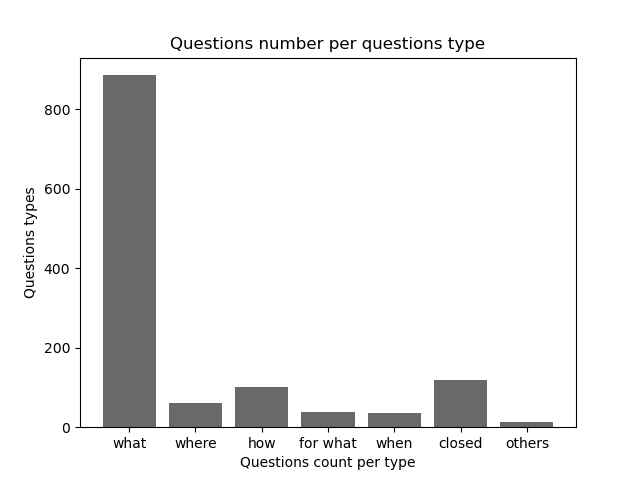 Questions number per questions type
Questions types
800
600
400
200
0
what where how for what when closed others
Questions count per type